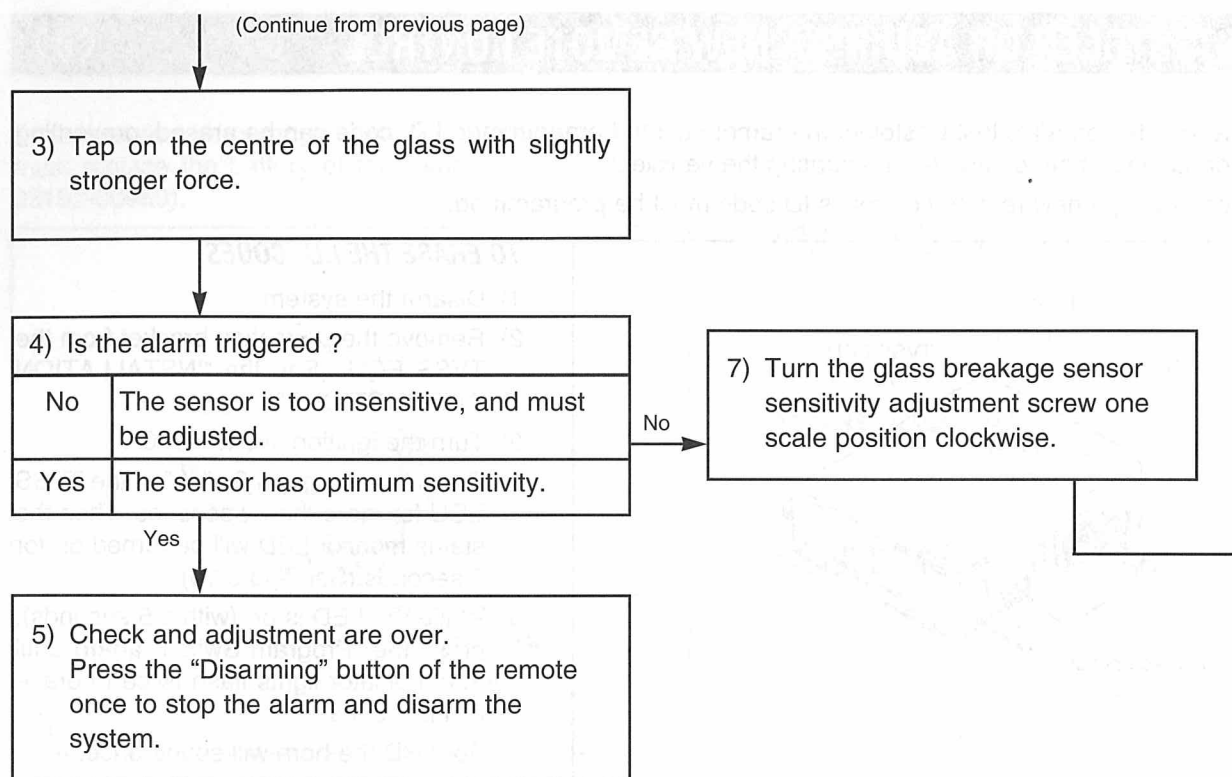 (Continue from previous page)
3) Tap on the centre of the glass with slightly
stronger force.
4) Is the alarm triggered ?
No The sensor is too insensitive, and must
be adjusted.
Yes The sensor has optimum sensitivity.
No
7) Turn the glass breakage sensor
sensitivity adjustment screw one
scale position clockwise.
Yes
5) Check and adjustment are over.
Press the “Disarming” button of the remote
once to stop the alarm and disarm the
system.